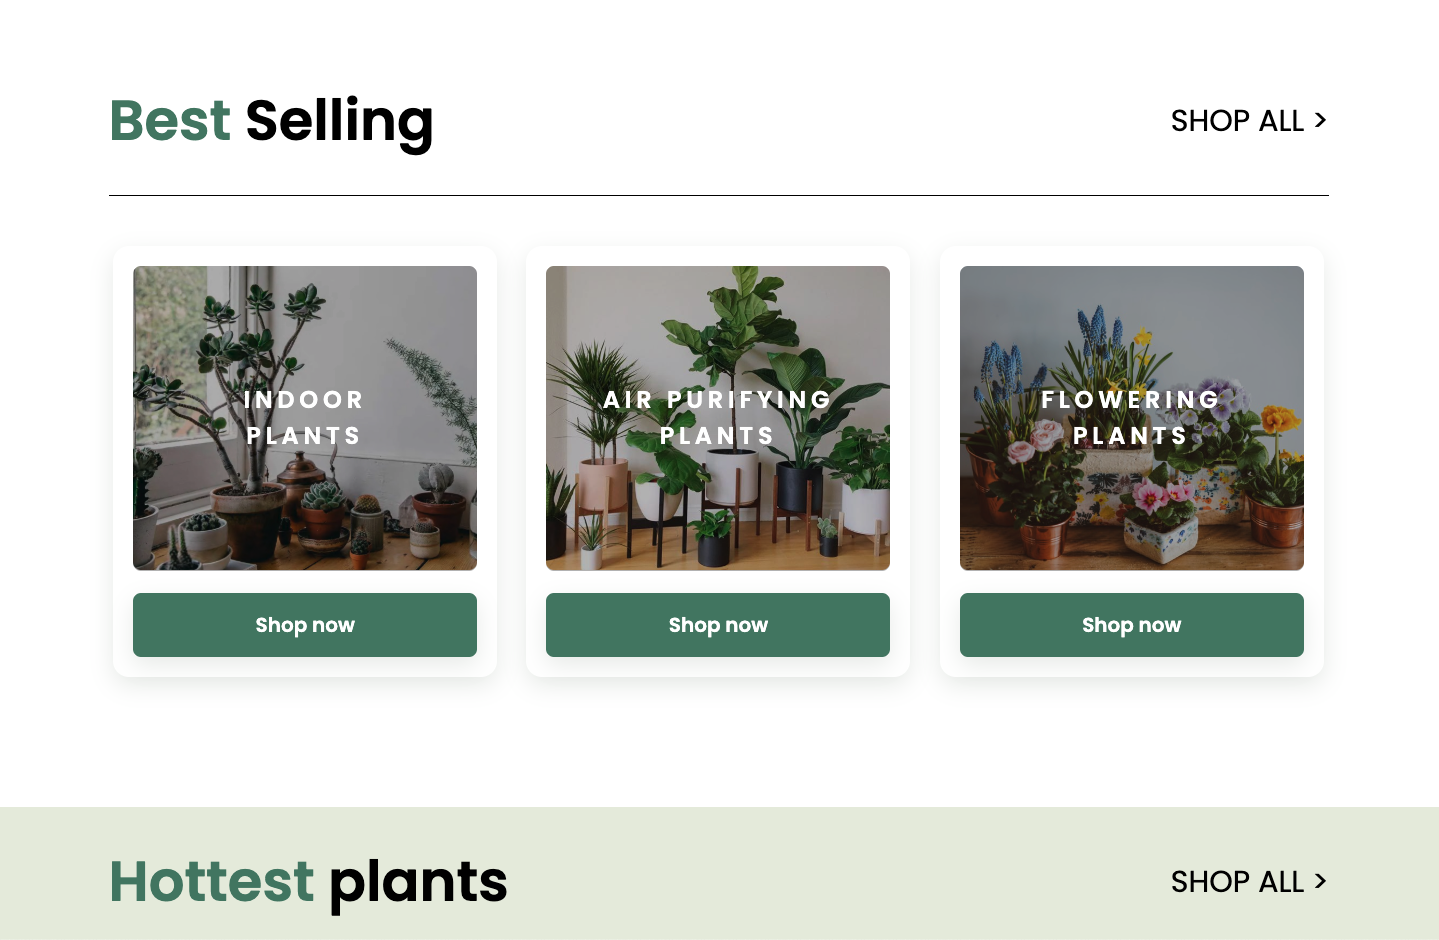 Best Selling
SHOP ALL >
INDOOR
PLANTS
AIR PURIFYING
PLANTS
FLOWERING
PLANTS
Shop now
Shop now
Shop now
Hottest plants
SHOP ALL >